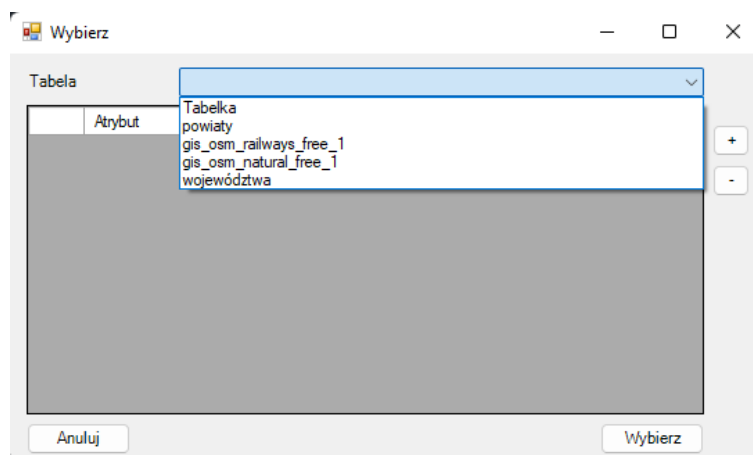 Wybierz
Tabela
Atrybut
Tabelka
powiaty
gis_osm_railways_free_1
gis_osm_natural_free_1
województwa
+
-
Anuluj
Wybierz